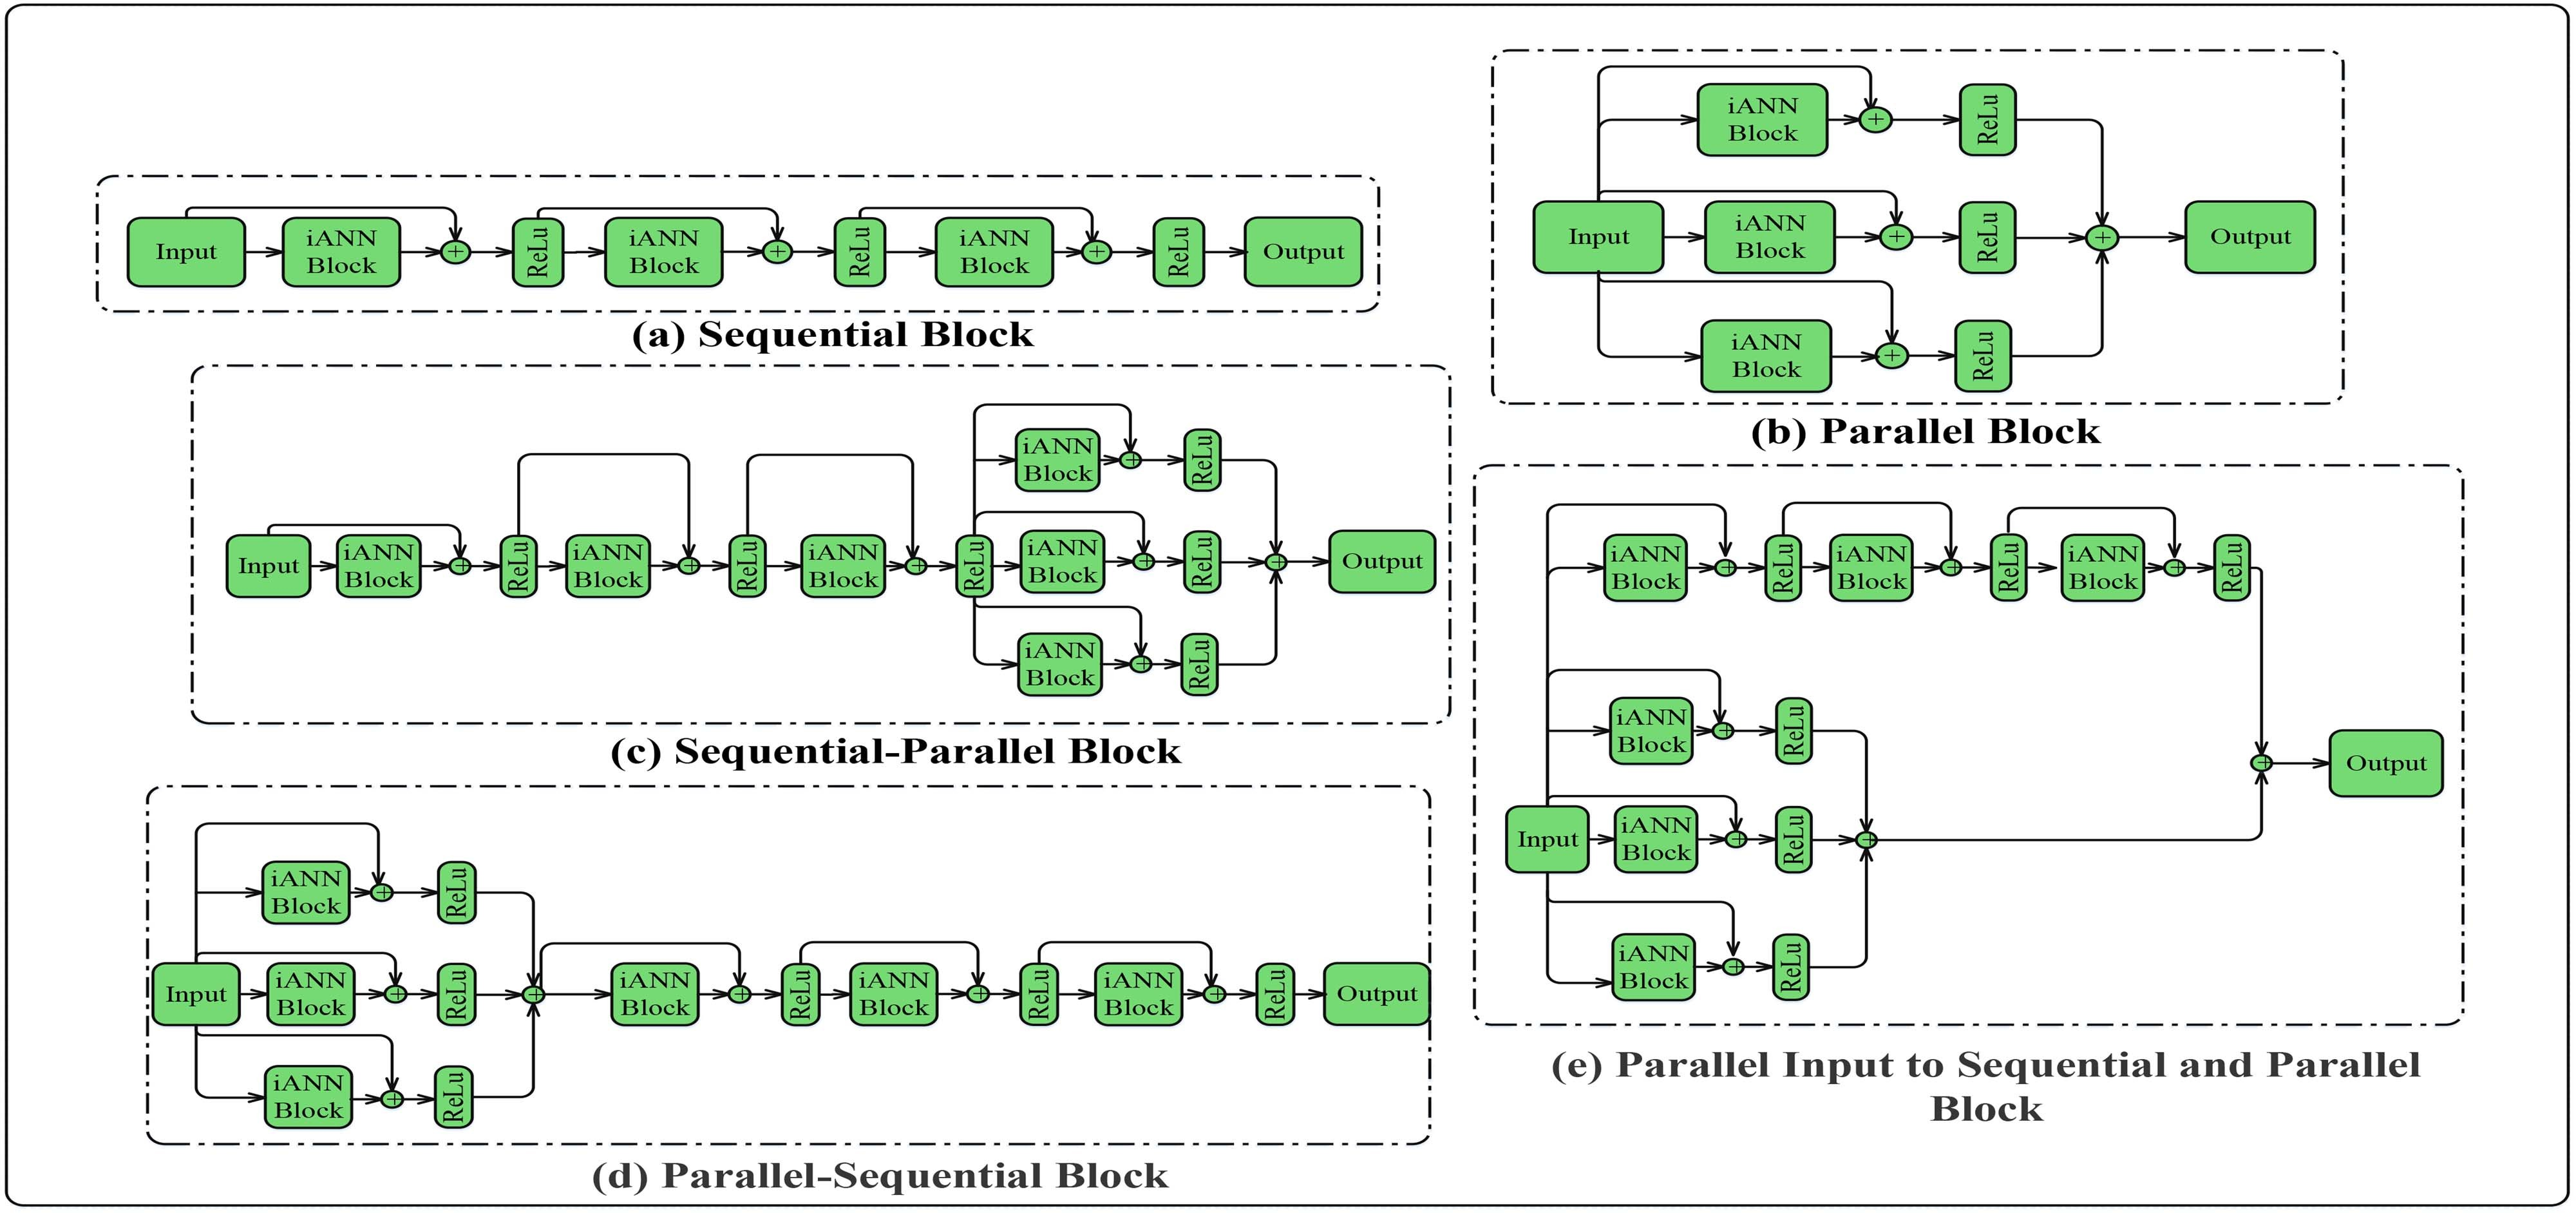 Input
iANN
Block
+
ReLu
iANN
Block
+
ReLu
iANN
Block
+
ReLu
Output
(a) Sequential Block
iANN
Block
+
ReLu
Input
iANN
Block
+
ReLu
+
Output
iANN
Block
+
ReLu
(b) Parallel Block
Input
iANN
Block
+
ReLu
iANN
Block
+
ReLu
iANN
Block
+
ReLu
iANN
Block
+
ReLu
iANN
Block
+
ReLu
+
Output
iANN
Block
+
ReLu
(c) Sequential-Parallel Block
iANN
Block
+
ReLu
Input
iANN
Block
+
ReLu
+
iANN
Block
+
ReLu
iANN
Block
+
ReLu
iANN
Block
+
ReLu
Output
iANN
Block
+
ReLu
(d) Parallel-Sequential Block
iANN
Block
+
ReLu
iANN
Block
+
ReLu
iANN
Block
+
ReLu
iANN
Block
+
ReLu
+
Output
Input
iANN
Block
+
ReLu
+
iANN
Block
+
ReLu
(e) Parallel Input to Sequential and Parallel
Block